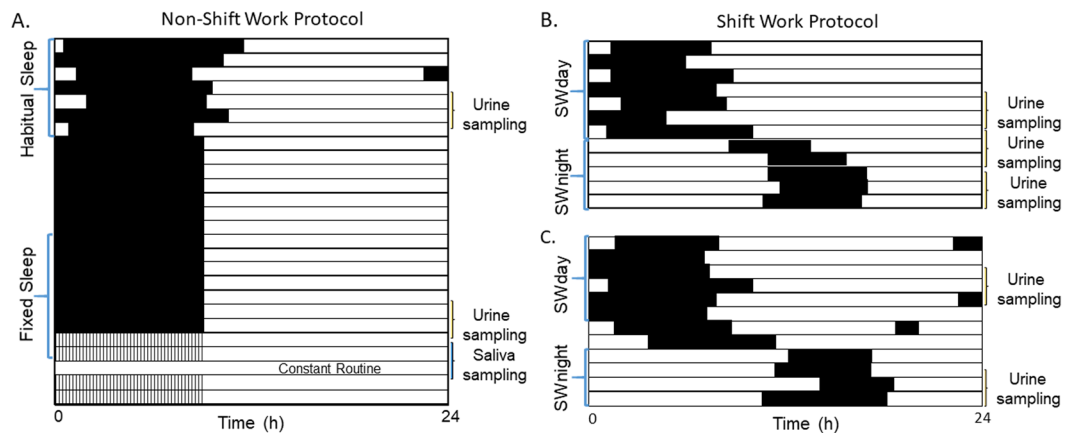 A.
Non-Shift Work Protocol
Habitual Sleep
Urine
sampling
Fixed Sleep
Urine
sampling
Saliva
sampling
Constant Routine
0
24
Time (h)
B.
Shift Work Protocol
SWday
SWnight
Urine
sampling
Urine
sampling
Urine
sampling
C.
SWday
SWnight
Urine
sampling
Urine
sampling
0
24
Time (h)